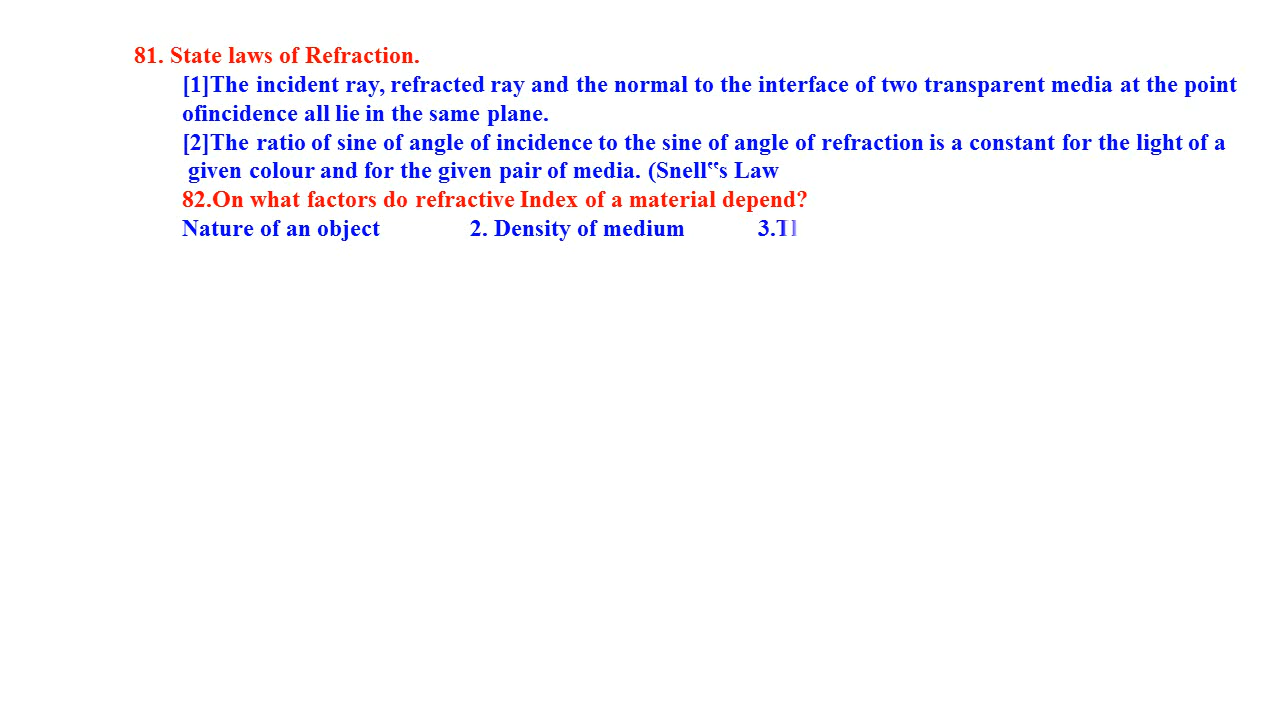 81. State laws of Refraction.
[1]The incident ray, refracted ray and the normal to the interface of two transparent media at the point
ofincidence all lie in the same plane.
[2]The ratio of sine of angle of incidence to the sine of angle of refraction is a constant for the light of a
given colour and for the given pair of media. (Snell‟s Law
82.On what factors do refractive Index of a material depend?
Nature of an object 2. Density of medium 3.